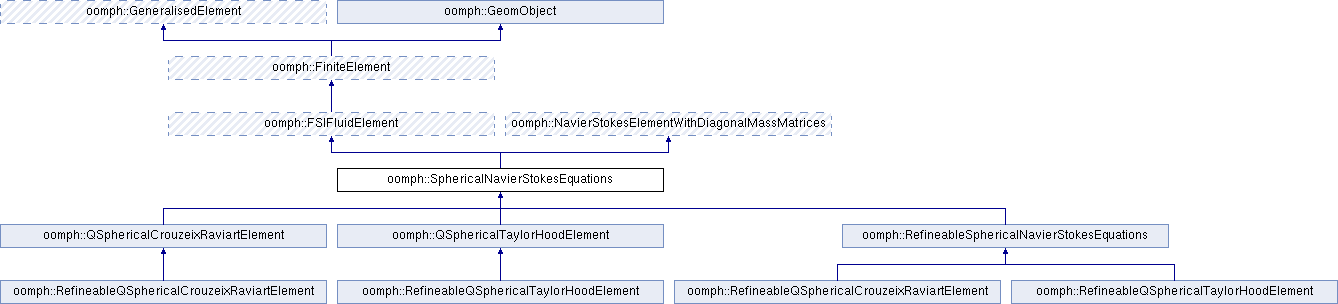 oomph::GeneralisedElement
oomph::GeomObject
oomph::FiniteElement
oomph::FSIFluidElement
oomph::NavierStokesElementWithDiagonalMassMatrices
oomph::SphericalNavierStokesEquations
oomph::QSphericalCrouzeixRaviartElement
oomph::QSphericalTaylorHoodElement
oomph::RefineableSphericalNavierStokesEquations
oomph::RefineableQSphericalCrouzeixRaviartElement
oomph::RefineableQSphericalTaylorHoodElement
oomph::RefineableQSphericalCrouzeixRaviartElement
oomph::RefineableQSphericalTaylorHoodElement